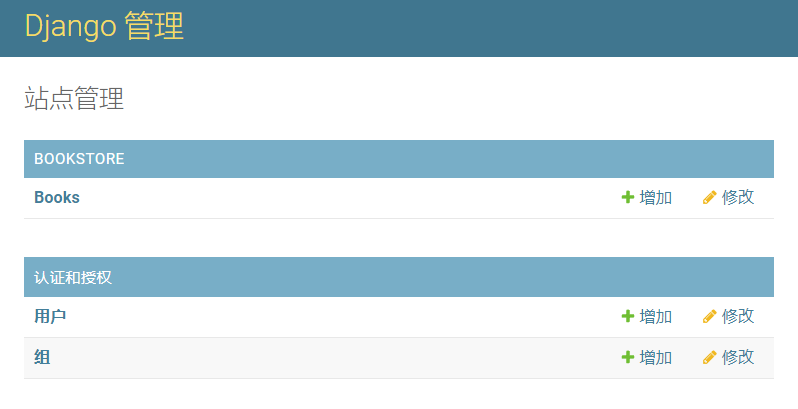 Django 管理
站点管理
BOOKSTORE
Books 增加 修改
认证和授权
用户 增加 修改
组 增加 修改